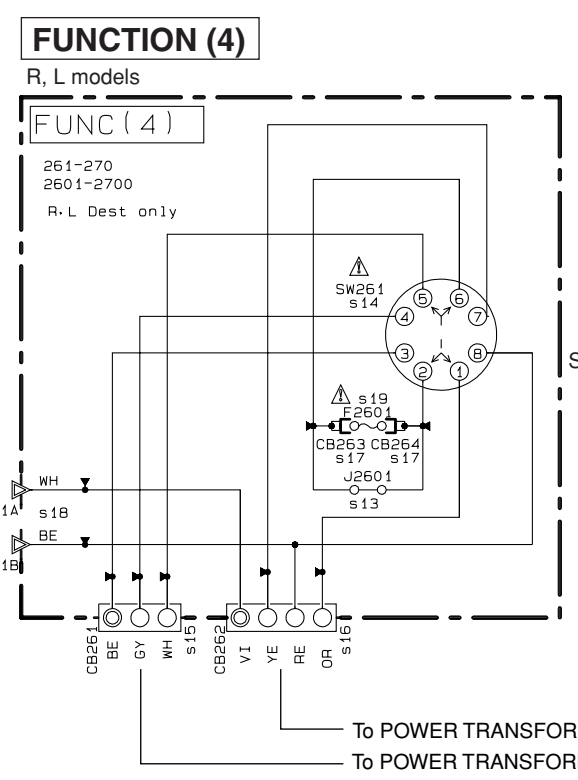 FUNCTION (4)
R, L models
FUNC(4)
261-270
2601-2700
R.L Dest only
SW261
s14
5
6
4
7
3
8
2
1
S
s19
F2601
CB263 CB264
s17 s17
J2601
s13
WH
1A s18
BE
1B
CB261
BE
GY
WH
s15
CB262
VI
YE
RE
OR
s16
To POWER TRANSFOR
To POWER TRANSFOR